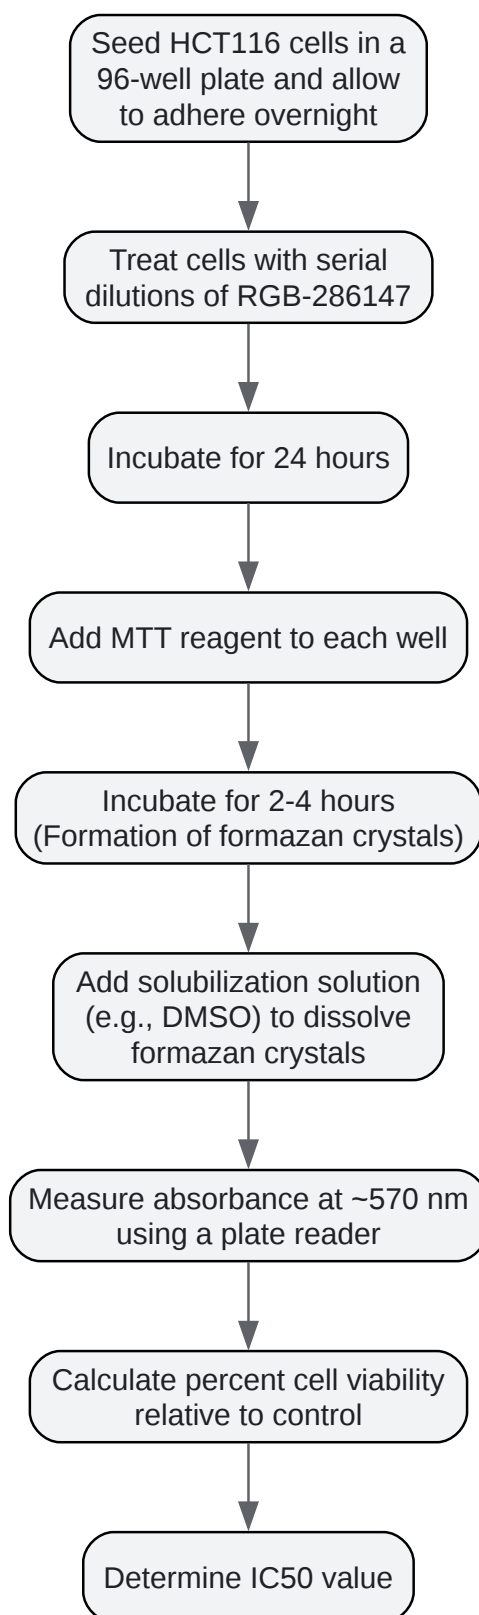 Seed HCT116 cells in a
96-well plate and allow
to adhere overnight
Treat cells with serial
dilutions of RGB-286147
Incubate for 24 hours
Add MTT reagent to each well
Incubate for 2-4 hours
(Formation of formazan crystals)
Add solubilization solution
(e.g., DMSO) to dissolve
formazan crystals
Measure absorbance at ~570 nm
using a plate reader
Calculate percent cell viability
relative to control
Determine IC50 value